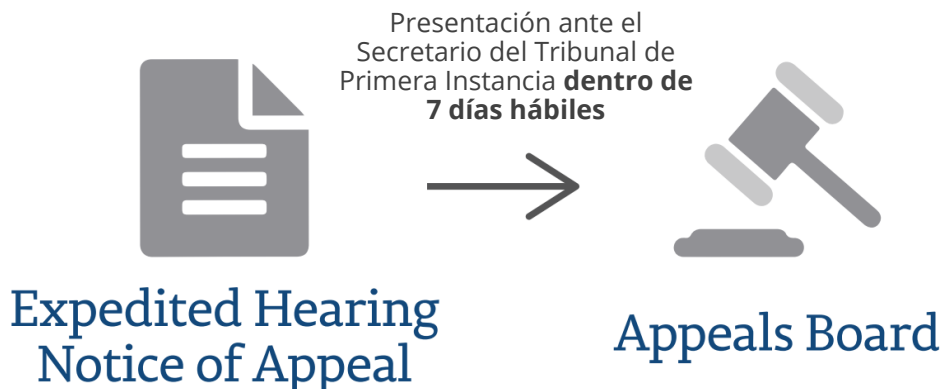 Presentación ante el
Secretario del Tribunal de
Primera Instancia dentro de
7 días hábiles
Expedited Hearing
Notice of Appeal
Appeals Board